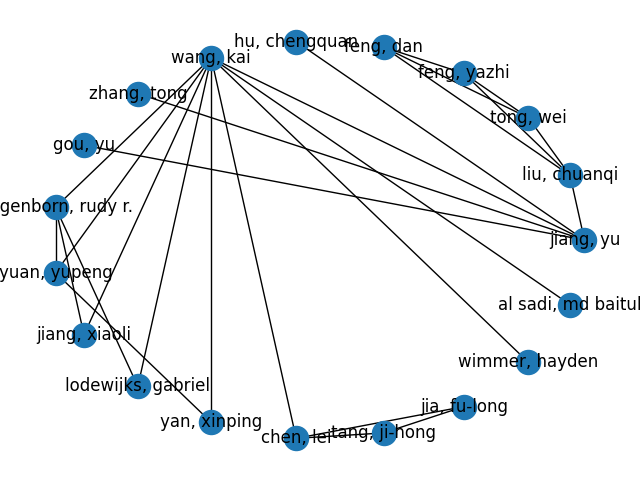 hu, chengquan
feng, dan
wang, kai
feng, yazhi
zhang, tong
tong, wei
gou, yu
liu, chuanqi
genborn, rudy r.
jiang, yu
yuan, yupeng
al sadi, md baitul
jiang, xiaoli
wimmer, hayden
lodewijks, gabriel
jia, fu-long
yan, xinping
chen, lei
tang, ji-hong